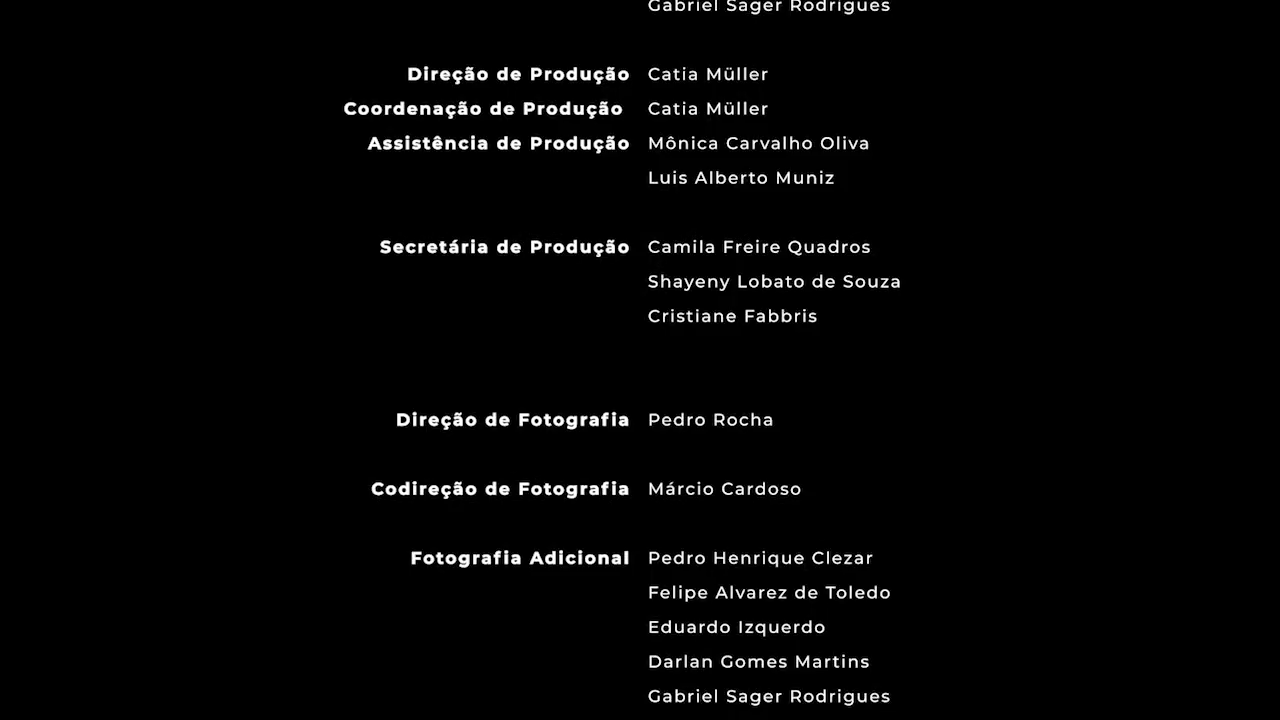 Gabriel Sager Rodrigues
Direção de Produção Catia Müller
Coordenação de Produção Catia Müller
Assistência de Produção Mônica Carvalho Oliva
Luis Alberto Muniz
Secretária de Produção Camila Freire Quadros
Shayeny Lobato de Souza
Cristiane Fabbris
Direção de Fotografia Pedro Rocha
Codireção de Fotografia Márcio Cardoso
Fotografia Adicional Pedro Henrique Clezar
Felipe Alvarez de Toledo
Eduardo Izquerdo
Darlan Gomes Martins
Gabriel Sager Rodrigues